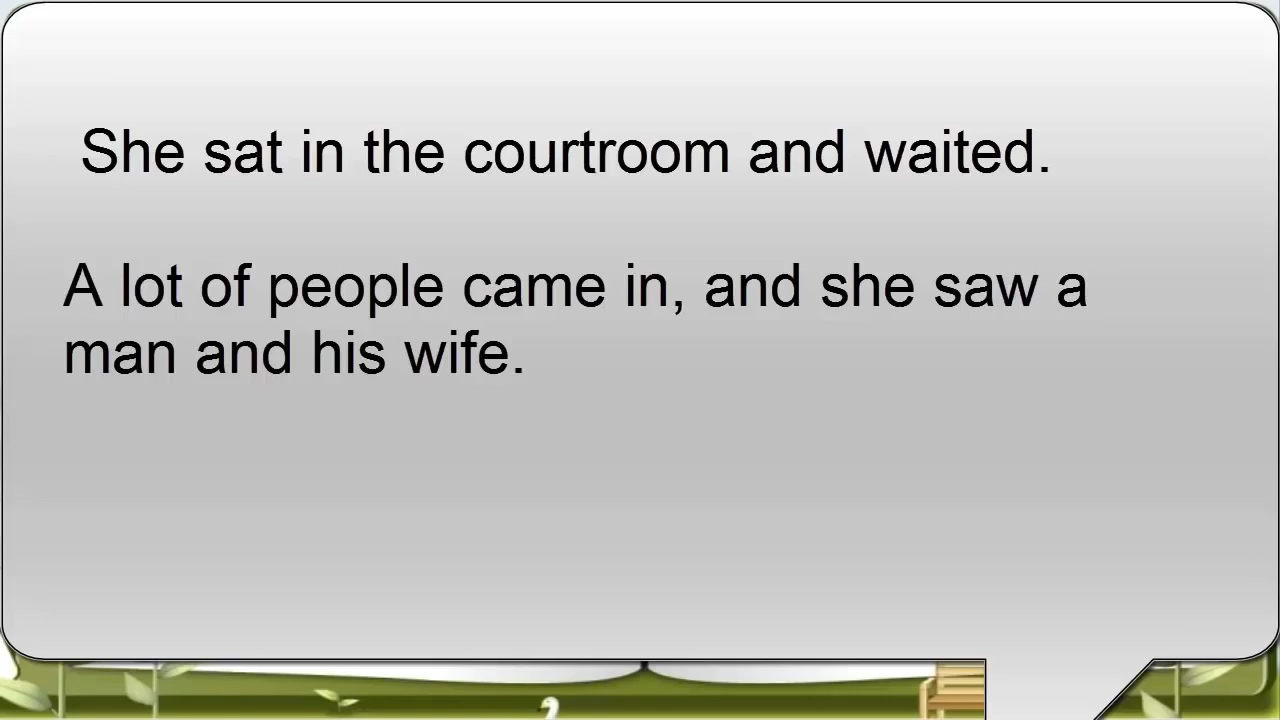 She sat in the courtroom and waited.
A lot of people came in, and she saw a
man and his wife.